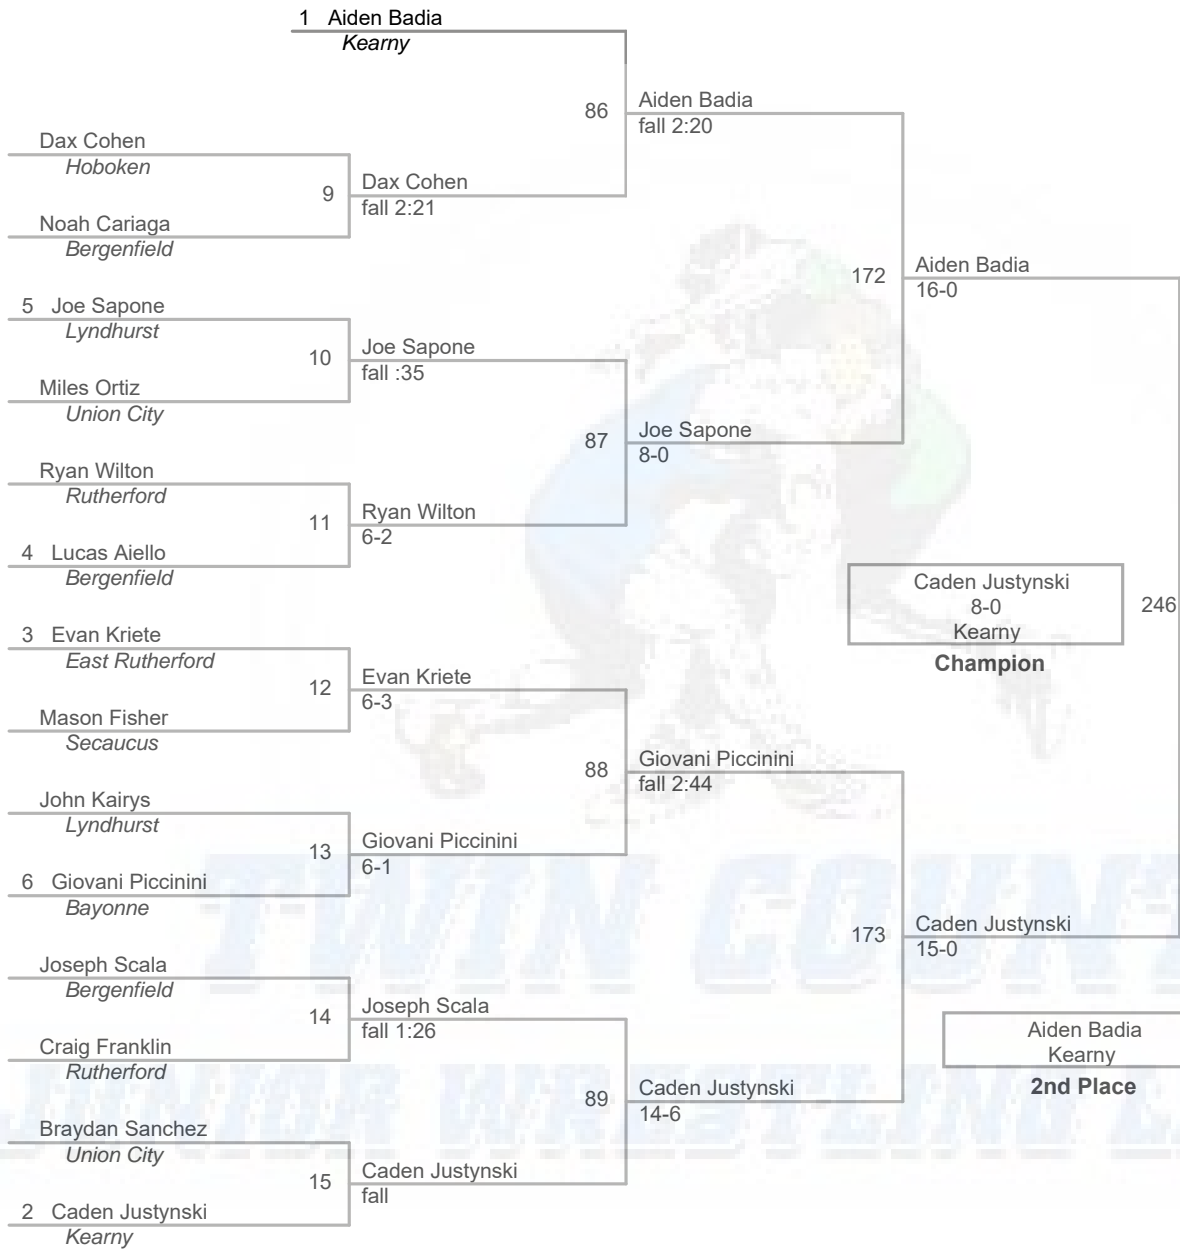 1 Aiden Badia
Kearny
86
Aiden Badia
fall 2:20
Dax Cohen
Hoboken
9
Dax Cohen
fall 2:21
Noah Cariaga
Bergenfield
172
Aiden Badia
16-0
5 Joe Sapone
Lyndhurst
10
Joe Sapone
fall :35
Miles Ortiz
Union City
87
Joe Sapone
8-0
Ryan Wilton
Rutherford
11
Ryan Wilton
6-2
4 Lucas Aiello
Bergenfield
Caden Justynski
8-0
Kearny
Champion
246
3 Evan Kriete
East Rutherford
12
Evan Kriete
6-3
Mason Fisher
Secaucus
88
Giovani Piccinini
fall 2:44
John Kairys
Lyndhurst
13
Giovani Piccinini
6-1
6 Giovani Piccinini
Bayonne
173
Caden Justynski
15-0
Joseph Scala
Bergenfield
14
Joseph Scala
fall 1:26
Craig Franklin
Rutherford
Aiden Badia
Kearny
2nd Place
89
Caden Justynski
14-6
Braydan Sanchez
Union City
15
Caden Justynski
fall
2 Caden Justynski
Kearny
TWIN COUN
JUNIOR WRESTLING